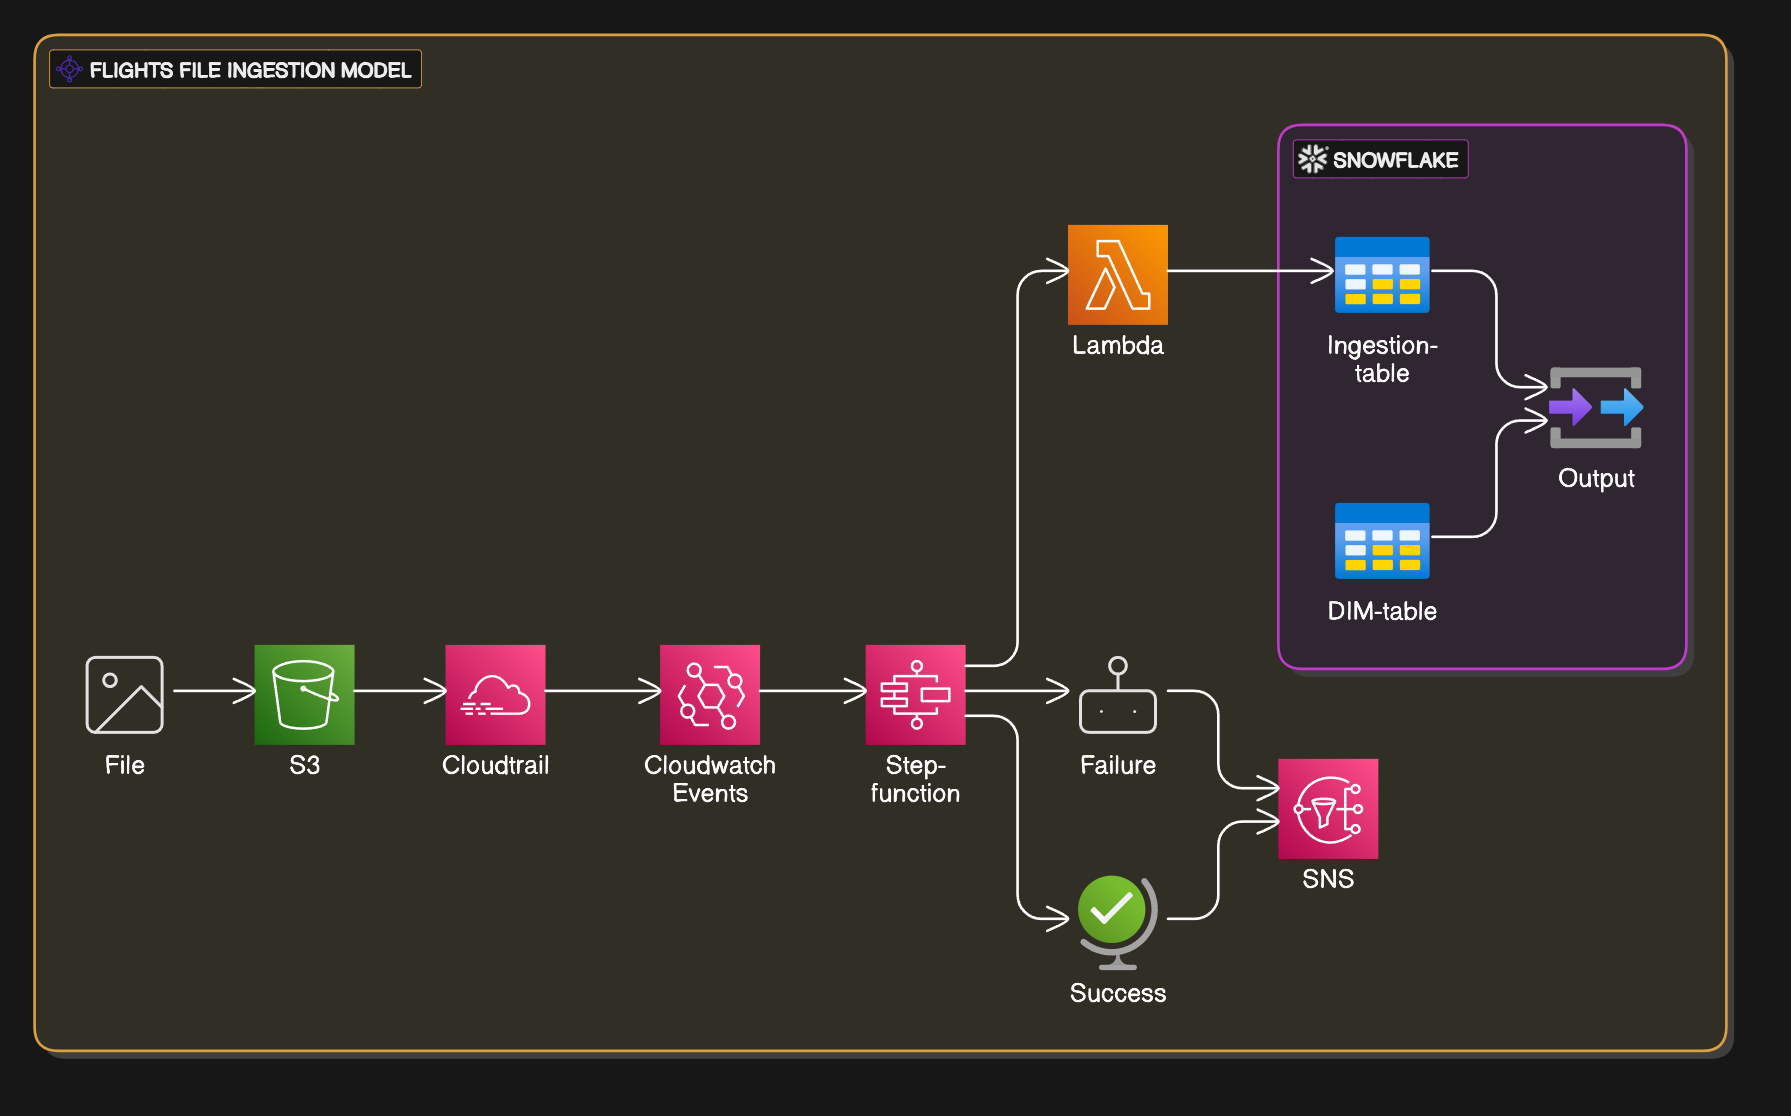 FLIGHTS FILE INGESTION MODEL
SNOWFLAKE
Lambda
Ingestion-
table
Output
DIM-table
File
S3
Cloudtrail
Cloudwatch
Events
Step-
function
Failure
SNS
Success